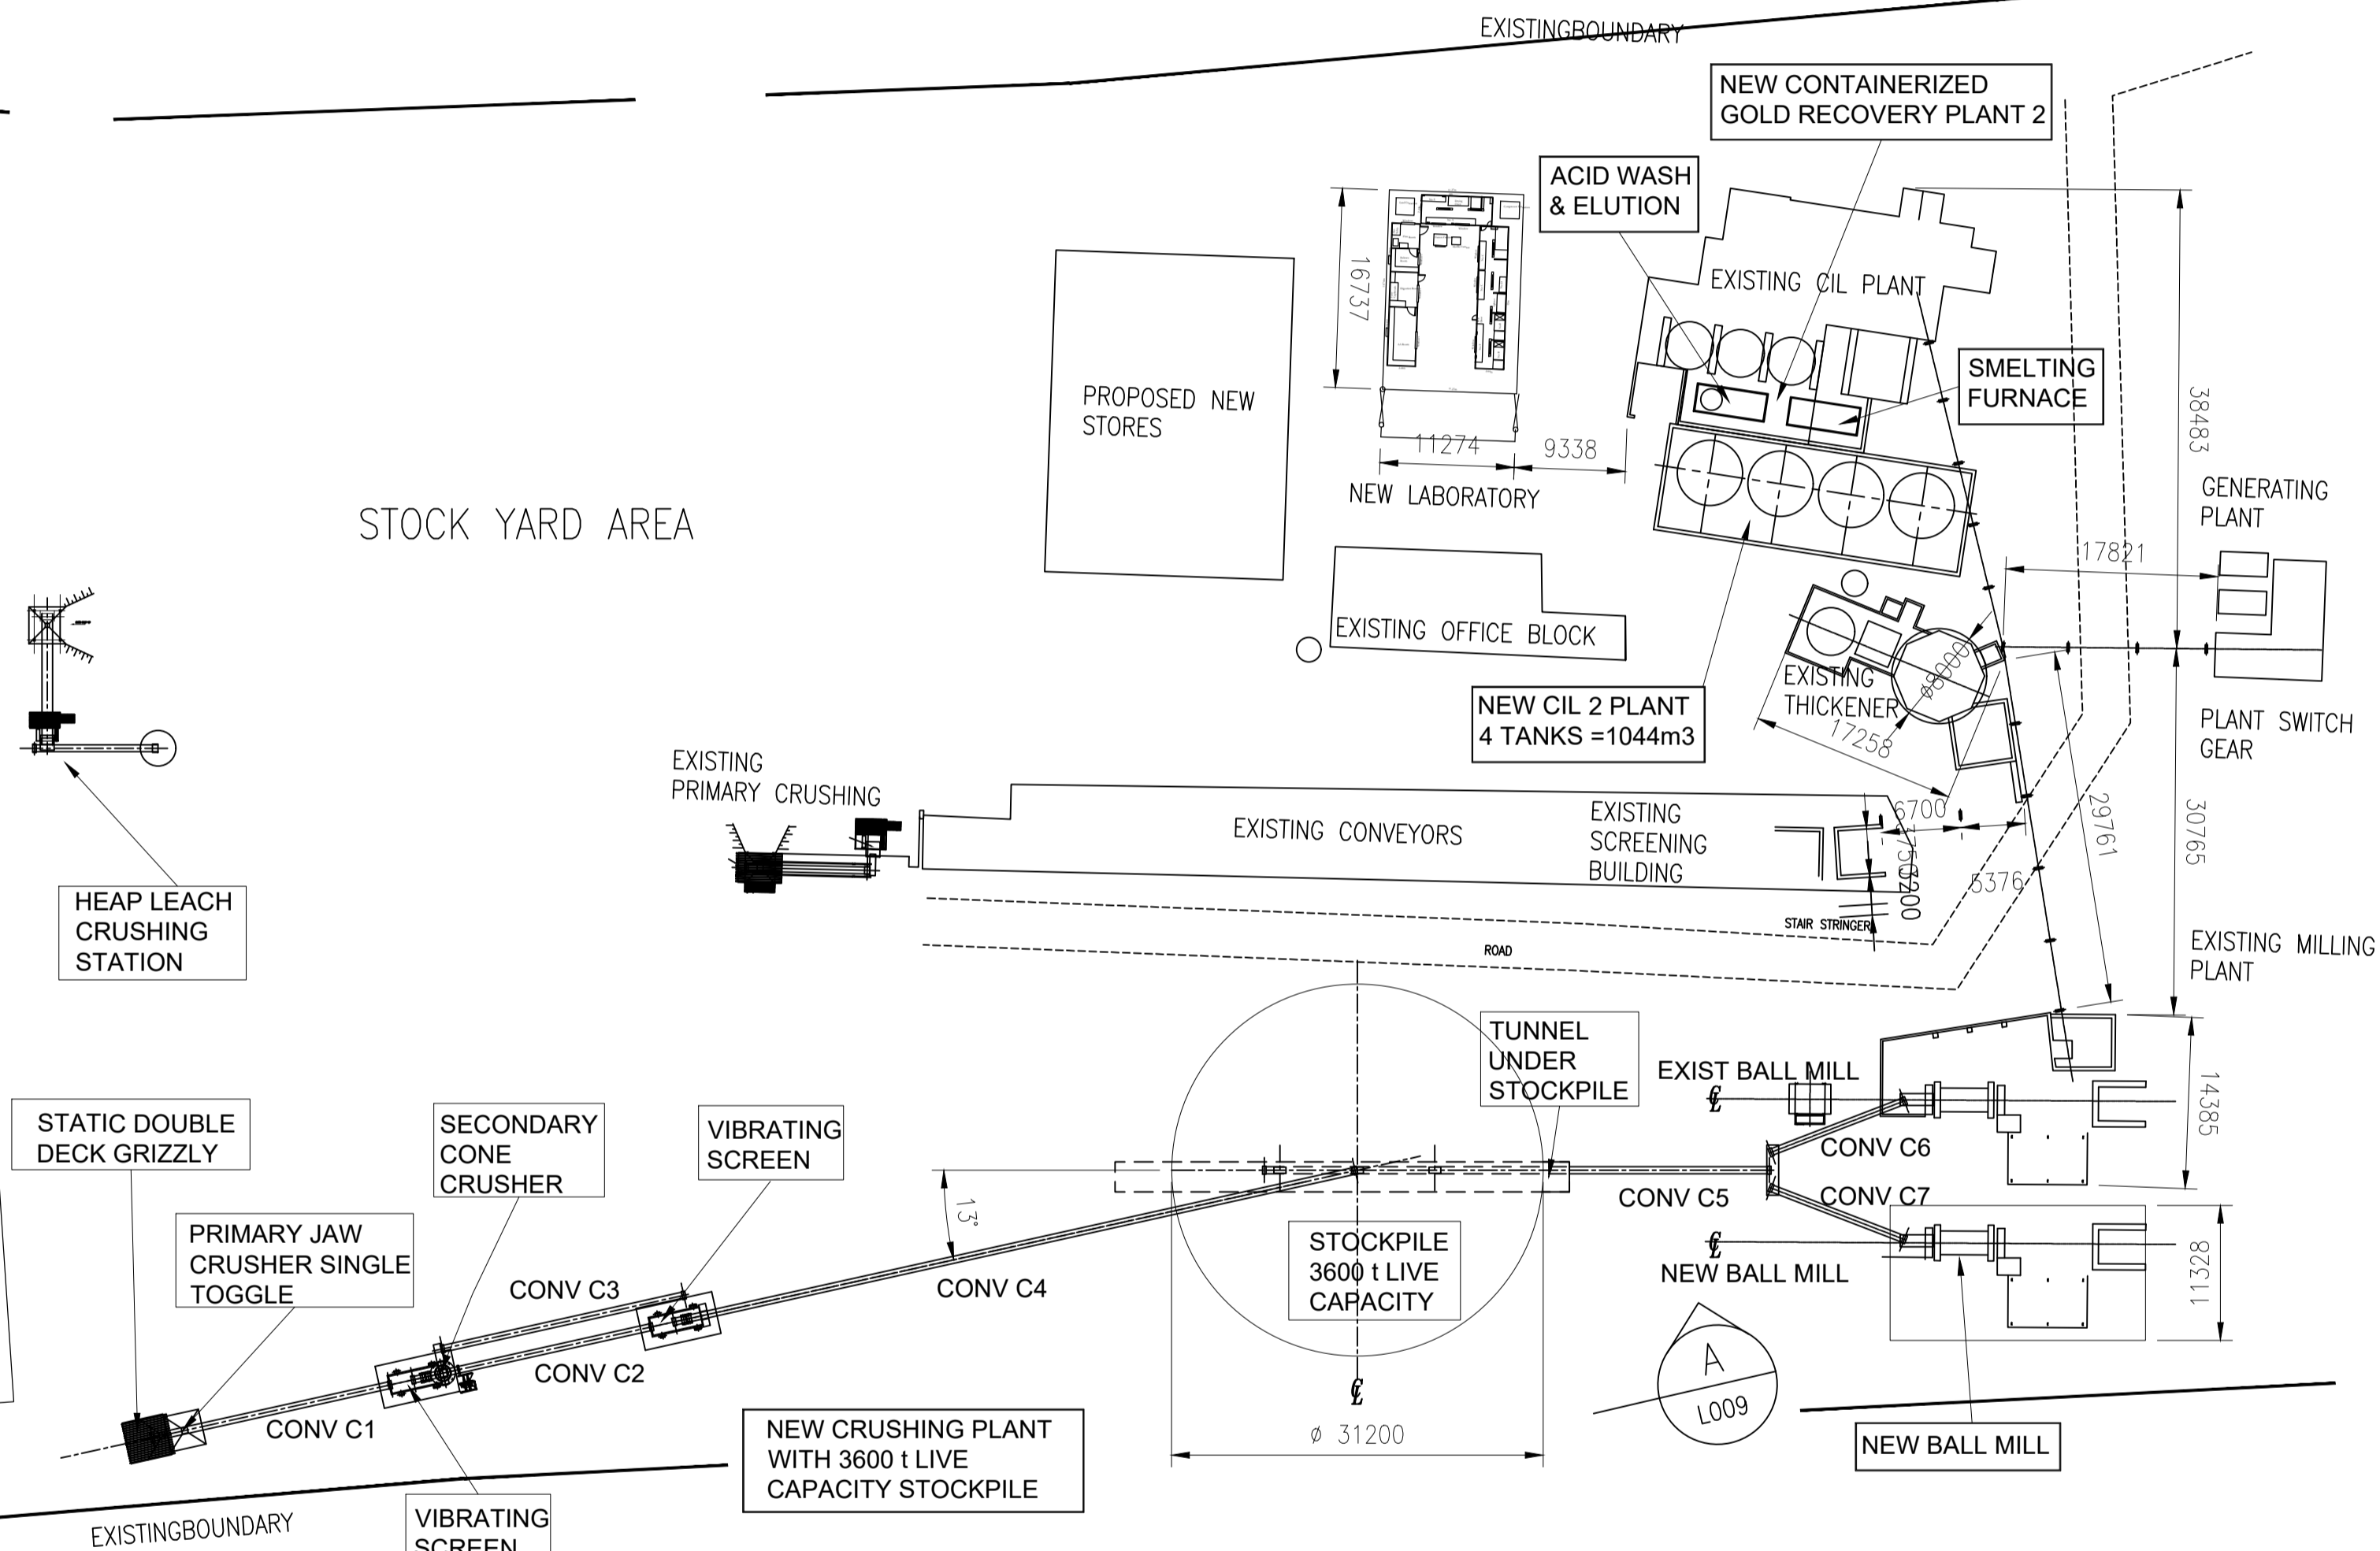 EXISTINGBOUNDARY
NEW CONTAINERIZED
GOLD RECOVERY PLANT 2
ACID WASH
& ELUTION
EXISTING CIL PLANT
16737
PROPOSED NEW
STORES
SMELTING
FURNACE
38483
11274
9338
NEW LABORATORY
GENERATING
PLANT
STOCK YARD AREA
17821
EXISTING OFFICE BLOCK
EXISTING
THICKENER
ø8000
17258
NEW CIL 2 PLANT
4 TANKS =1044m3
PLANT SWITCH
GEAR
EXISTING
PRIMARY CRUSHING
EXISTING CONVEYORS
EXISTING
SCREENING
BUILDING
6700
3750
3200
5376
29761
30765
HEAP LEACH
CRUSHING
STATION
STAIR STRINGER
ROAD
EXISTING MILLING
PLANT
TUNNEL
UNDER
STOCKPILE
EXIST BALL MILL
℄
14385
STATIC DOUBLE
DECK GRIZZLY
SECONDARY
CONE
CRUSHER
VIBRATING
SCREEN
CONV C6
CONV C5
CONV C7
13°
PRIMARY JAW
CRUSHER SINGLE
TOGGLE
STOCKPILE
3600 t LIVE
CAPACITY
℄
NEW BALL MILL
11328
CONV C3
CONV C4
CONV C2
CONV C1
℄
A
L009
NEW CRUSHING PLANT
WITH 3600 t LIVE
CAPACITY STOCKPILE
ø 31200
NEW BALL MILL
EXISTINGBOUNDARY
VIBRATING
SCREEN